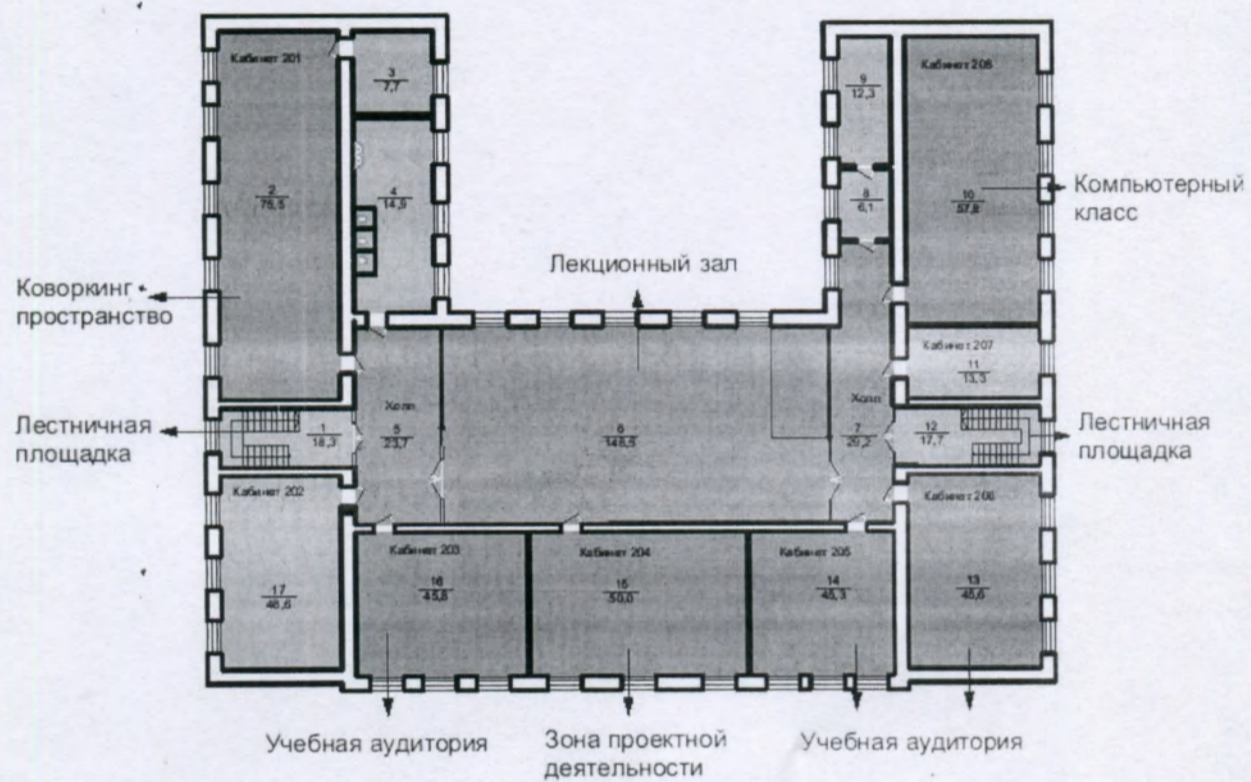 Кабинет 201
3
7,7
9
12,3
Кабинет 208
2
75,5
4
14,5
8
6,1
10
57,8
Компьютерный
класс
Лекционный зал
Коворкинг
пространство
Кабинет 207
11
13,3
Холл
Холл
Лестничная
площадка
1
18,3
5
23,7
6
146,5
7
29,2
12
17,7
Лестничная
площадка
Кабинет 202
Кабинет 206
Кабинет 203
Кабинет 204
Кабинет 205
17
46,6
16
45,8
15
50,0
14
45,3
13
45,6
Учебная аудитория
Зона проектной
деятельности
Учебная аудитория